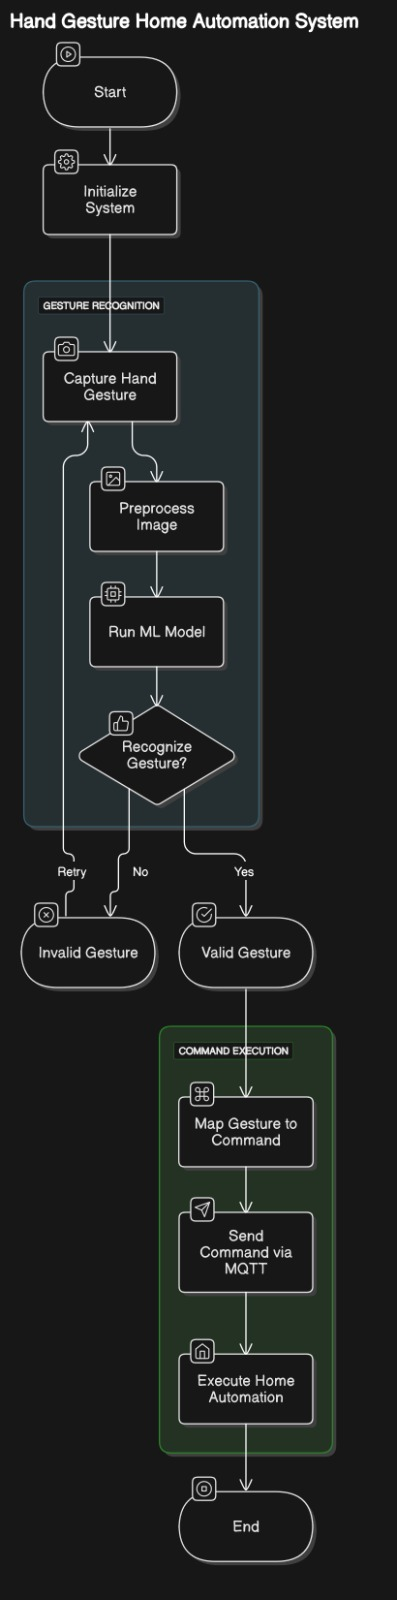 Hand Gesture Home Automation System
Start
Initialize
System
GESTURE RECOGNITION
Capture Hand
Gesture
Preprocess
Image
Run ML Model
Recognize
Gesture?
Retry
No
Yes
Invalid Gesture
Valid Gesture
COMMAND EXECUTION
Map Gesture to
Command
Send
Command via
MQTT
Execute Home
Automation
End